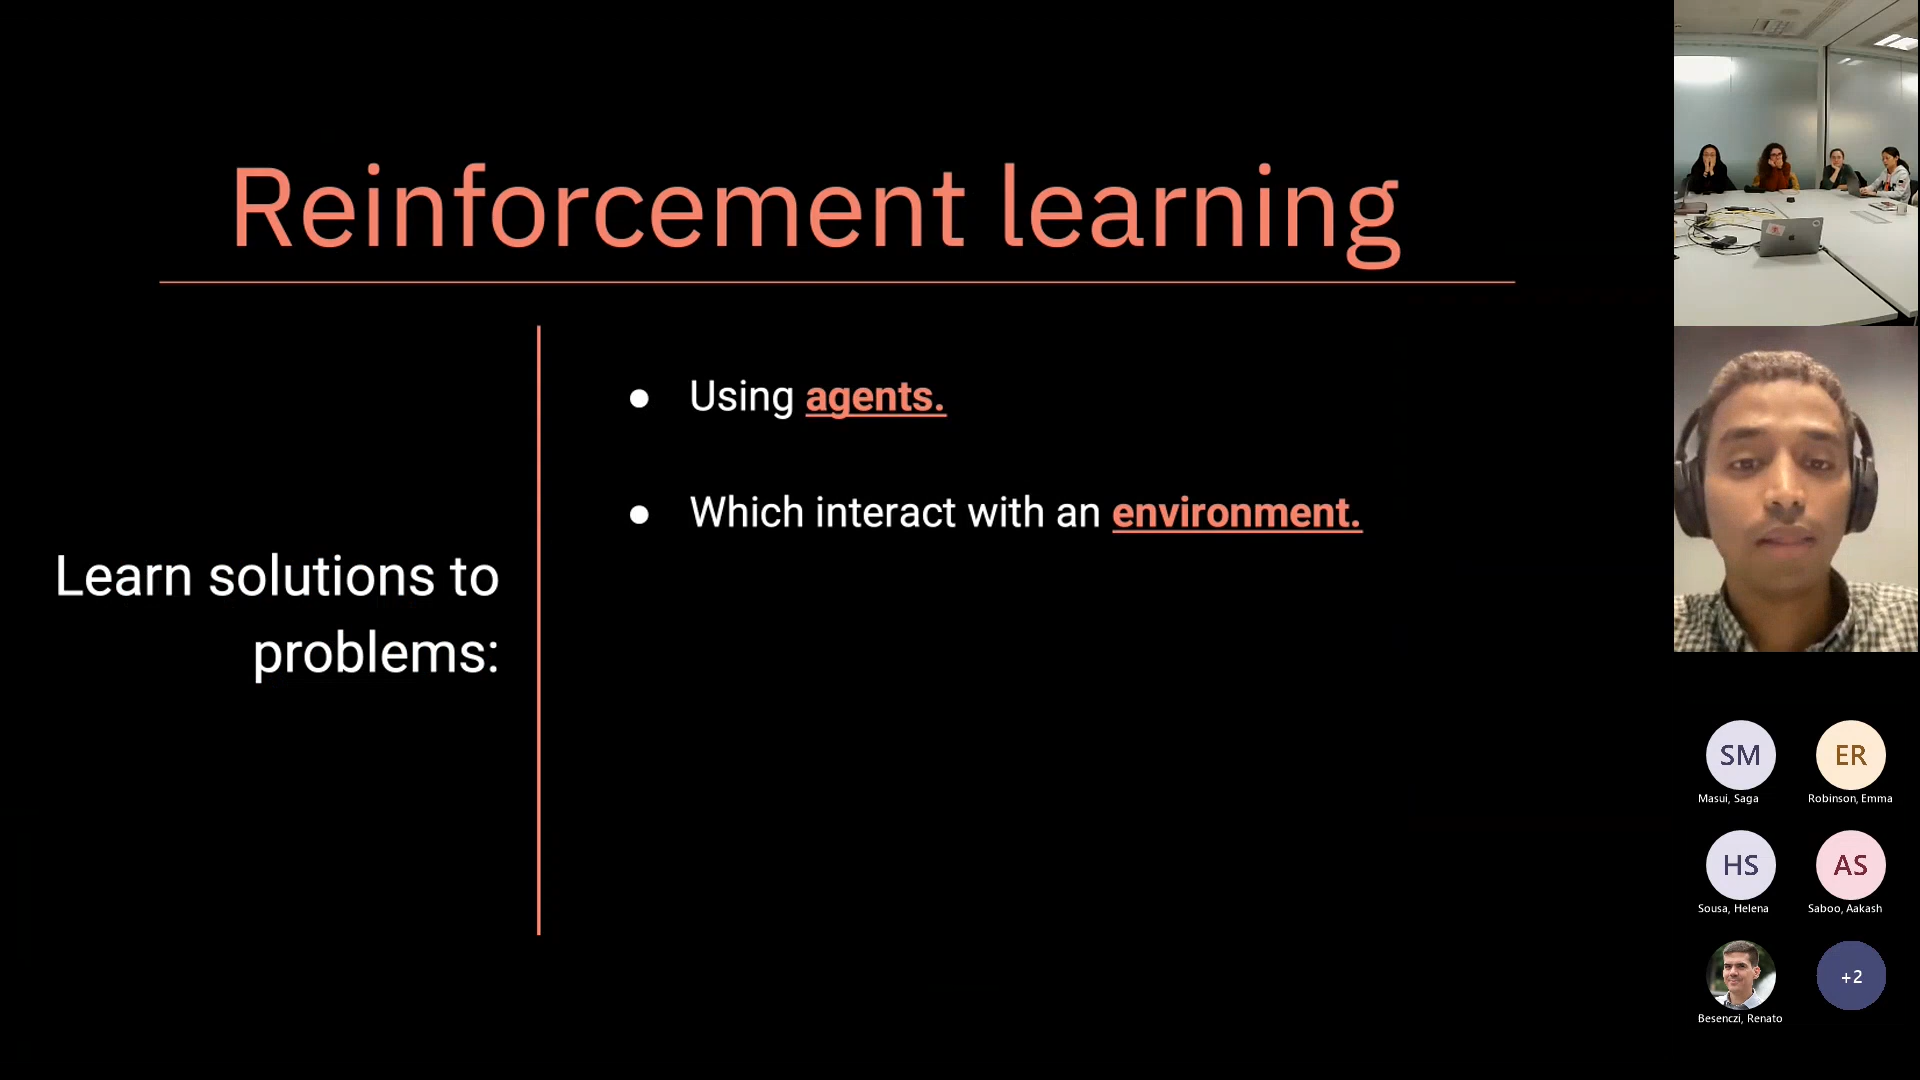 Reinforcement learning
Learn solutions to
problems:
● Using agents.
● Which interact with an environment.
SM
Masui, Saga
ER
Robinson, Emma
HS
Sousa, Helena
AS
Saboo, Aakash
Besenczi, Renato
+2